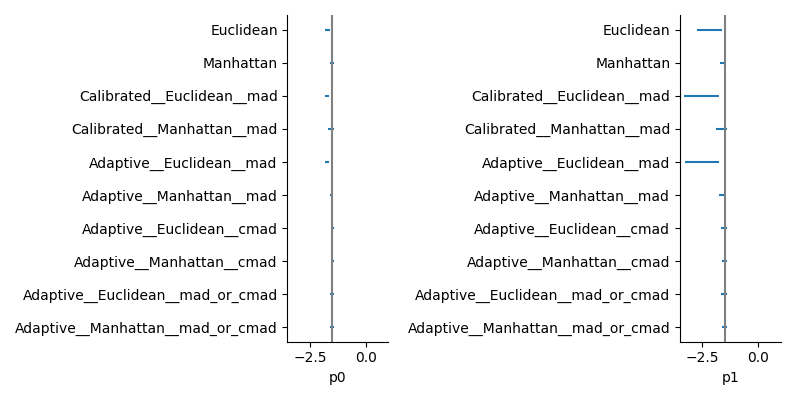 Euclidean
Manhattan
Calibrated__Euclidean__mad
Calibrated__Manhattan__mad
Adaptive__Euclidean__mad
Adaptive__Manhattan__mad
Adaptive__Euclidean__cmad
Adaptive__Manhattan__cmad
Adaptive__Euclidean__mad_or_cmad
Adaptive__Manhattan__mad_or_cmad
−2.5 0.0
p0
Euclidean
Manhattan
Calibrated__Euclidean__mad
Calibrated__Manhattan__mad
Adaptive__Euclidean__mad
Adaptive__Manhattan__mad
Adaptive__Euclidean__cmad
Adaptive__Manhattan__cmad
Adaptive__Euclidean__mad_or_cmad
Adaptive__Manhattan__mad_or_cmad
−2.5 0.0
p1